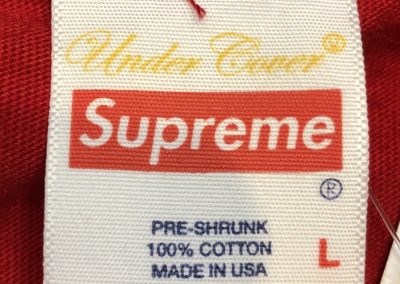 Under Cover®
Supreme
®
PRE-SHRUNK
100% COTTON
MADE IN USA
L